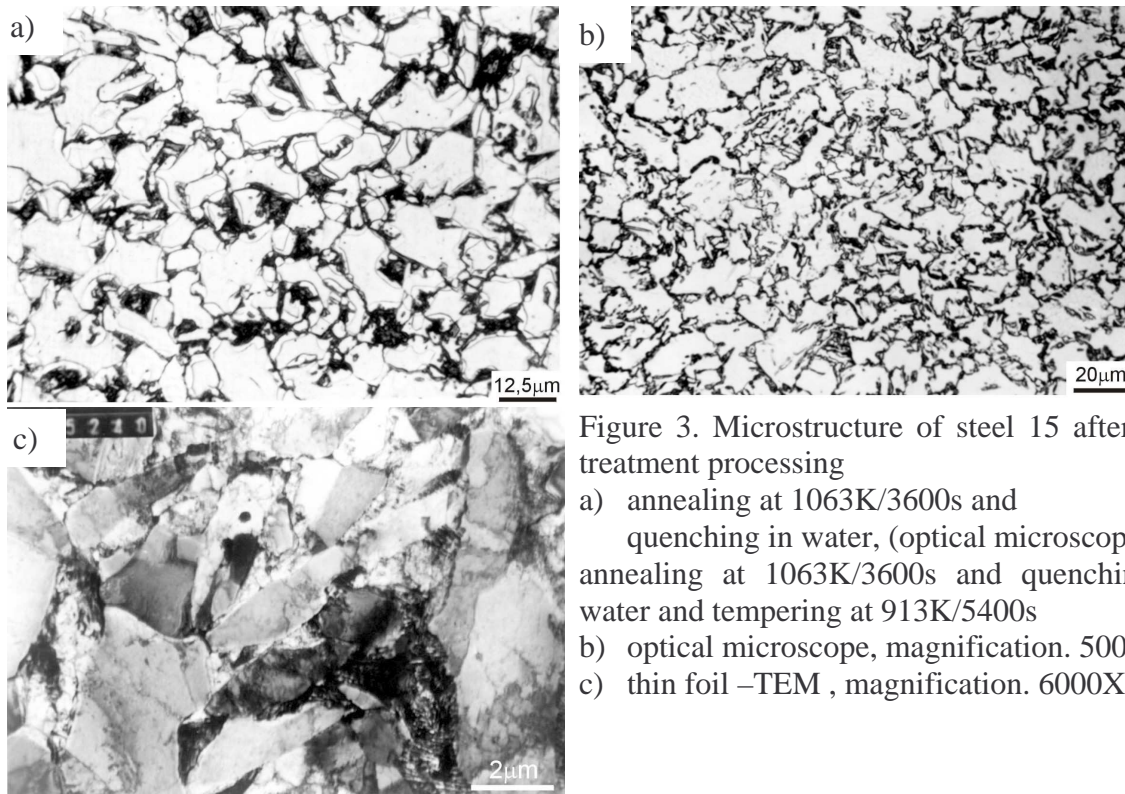 a)
b)
12,5µm
20µm
c)
5240
2µm
Figure 3. Microstructure of steel 15 after
treatment processing
a) annealing at 1063K/3600s and
quenching in water, (optical microscop
annealing at 1063K/3600s and quenchin
water and tempering at 913K/5400s
b) optical microscope, magnification. 500
c) thin foil –TEM , magnification. 6000X